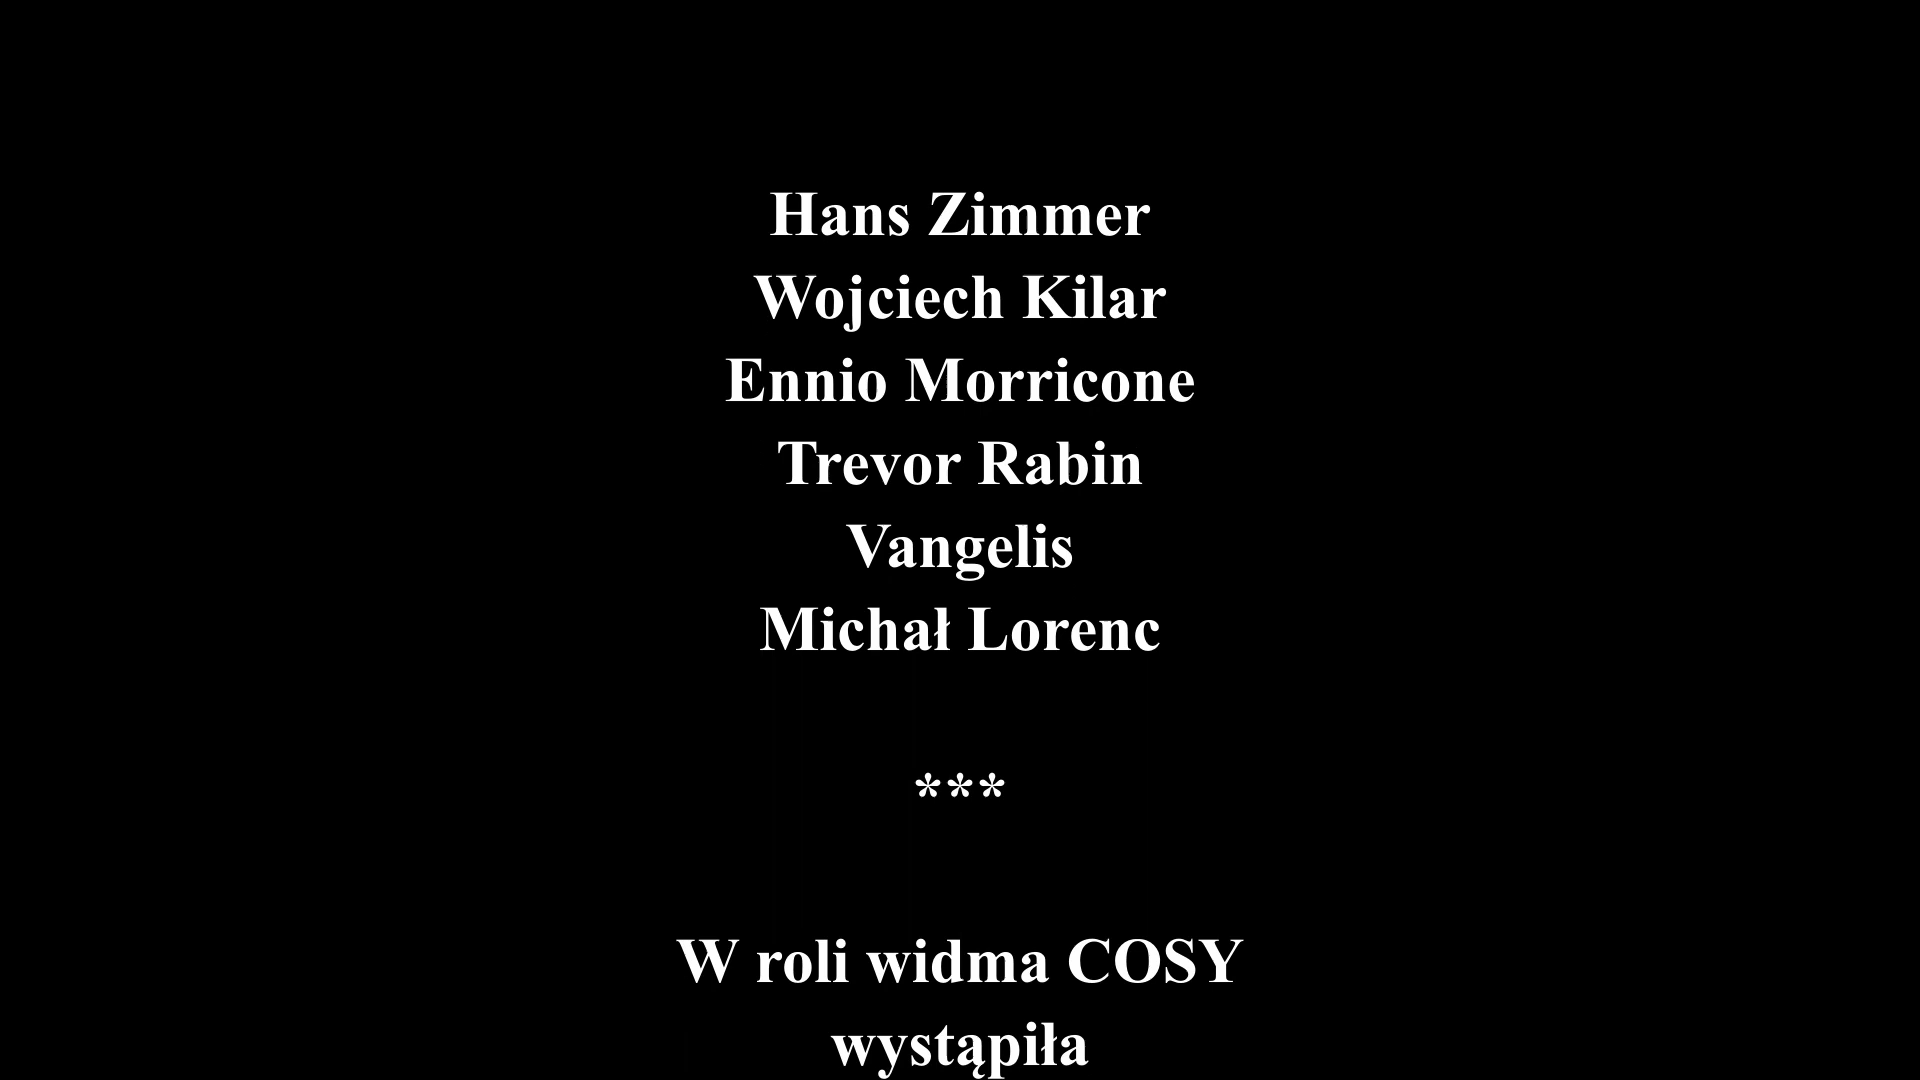 Hans Zimmer
Wojciech Kilar
Ennio Morricone
Trevor Rabin
Vangelis
Michał Lorenc
***
W roli widma COSY
wystąpiła